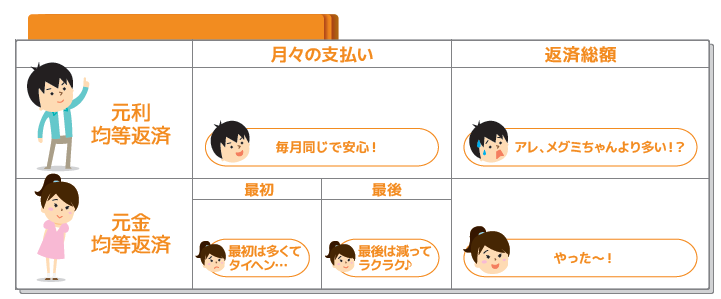 月々の支払い
返済総額
元利
均等返済
毎月同じで安心！
アレ、メグミちゃんより多い！？
元金
均等返済
最初
最後
最初は多くて
タイヘン…
最後は減って
ラクラク♪
やった〜！